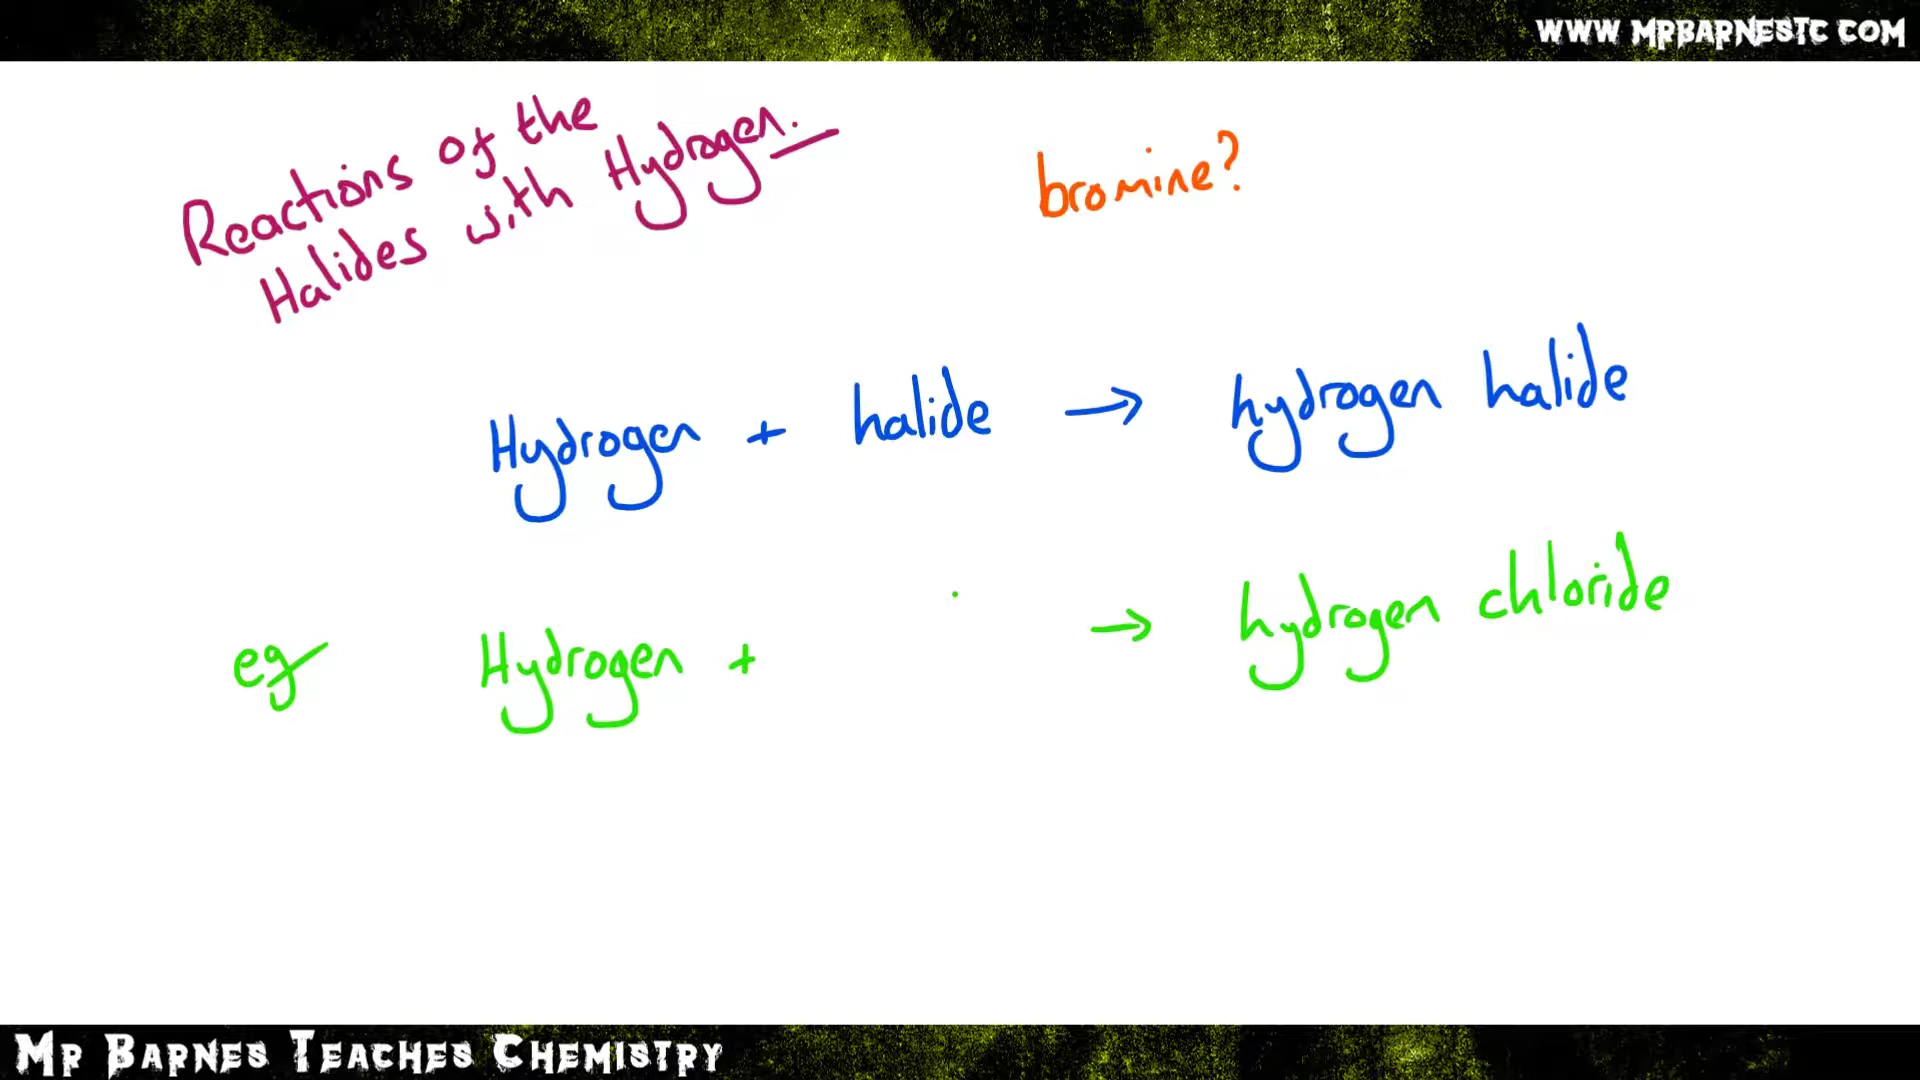 WWW MRBARNESTC COM
Reactions of the
Halides with Hydrogen.
bromine?
Hydrogen + halide → hydrogen halide
eg Hydrogen + → hydrogen chloride
MR BARNES TEACHES CHEMISTRY